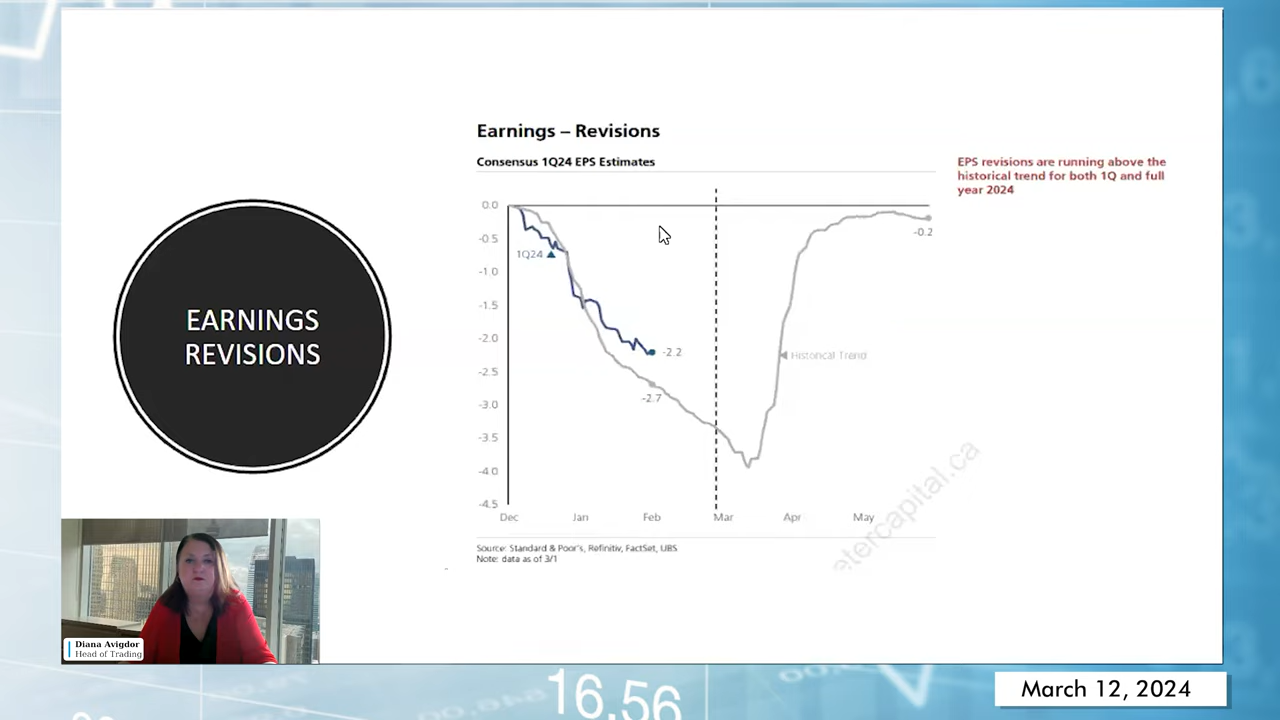 Earnings – Revisions
Consensus 1Q24 EPS Estimates
EPS revisions are running above the
historical trend for both 1Q and full
year 2024
EARNINGS
REVISIONS
0.0
-0.5
-1.0
-1.5
-2.0
-2.5
-3.0
-3.5
-4.0
-4.5
1Q24
-2.2
-2.7
-0.2
Historical Trend
Dec
Jan
Feb
Mar
Apr
May
Source: Standard & Poor's, Refinitiv, FactSet, UBS
Note: data as of 3/1
etercapital.ca
Diana Avigdor
Head of Trading
16.56
March 12, 2024